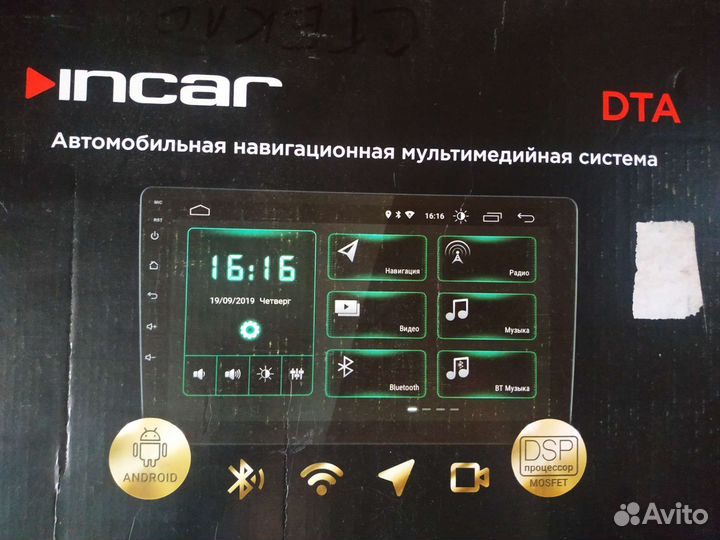 СТЕКЛО
incar
DTA
Автомобильная навигационная мультимедийная система
MIC
RST
16:16
16:16
19/09/2019 Четверг
Навигация
Радио
Видео
Музыка
Bluetooth
BT Музыка
ANDROID
DSP
процессор
MOSFET
Avito